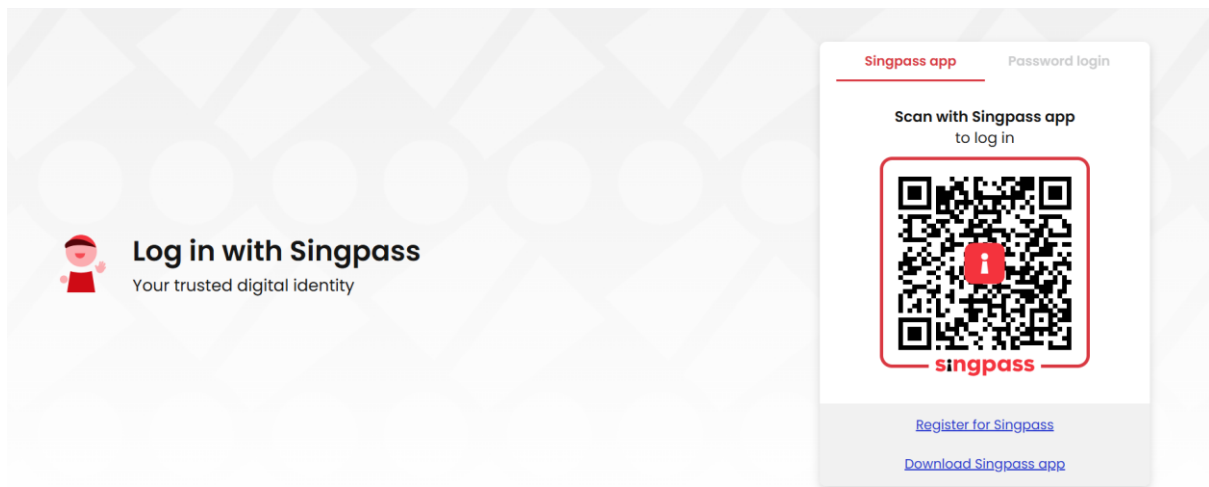 Singpass app
Password login
Scan with Singpass app
to log in
singpass
Log in with Singpass
Your trusted digital identity
Register for Singpass
Download Singpass app